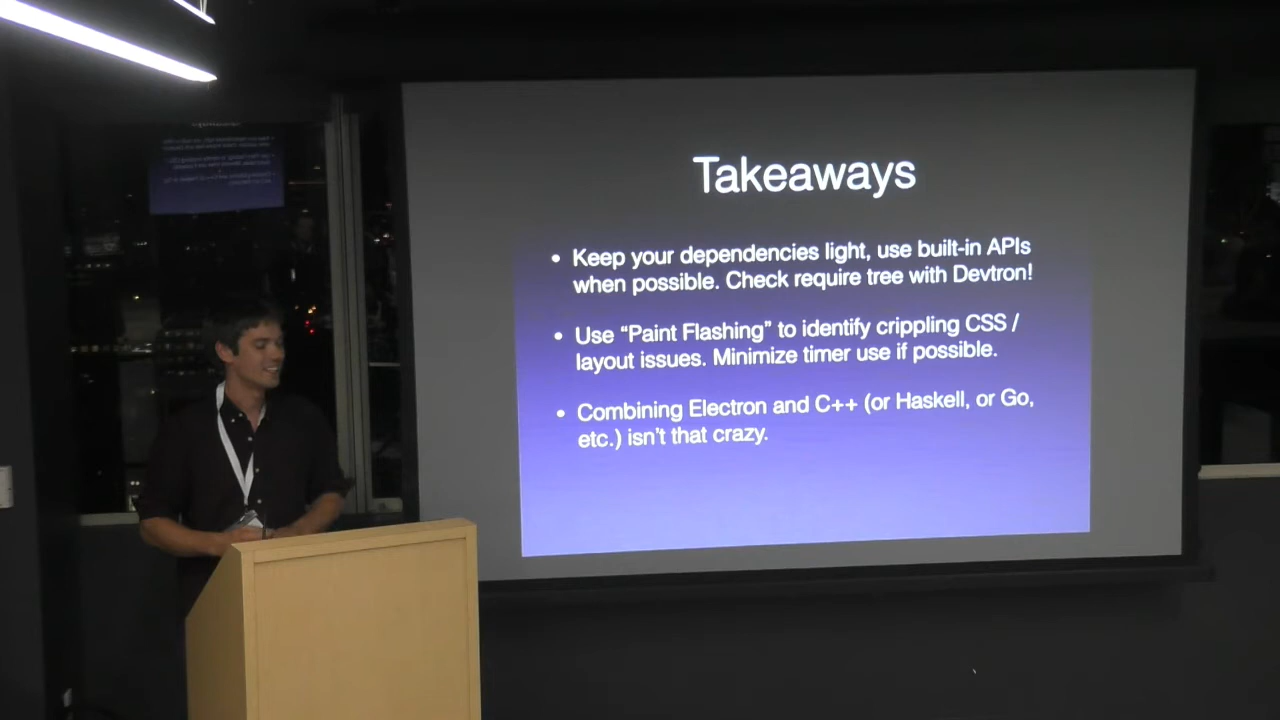 Takeaways
• Keep your dependencies light, use built-in APIs
when possible. Check require tree with Devtron!
• Use “Paint Flashing” to identify crippling CSS /
layout issues. Minimize timer use if possible.
• Combining Electron and C++ (or Haskell, or Go,
etc.) isn't that crazy.